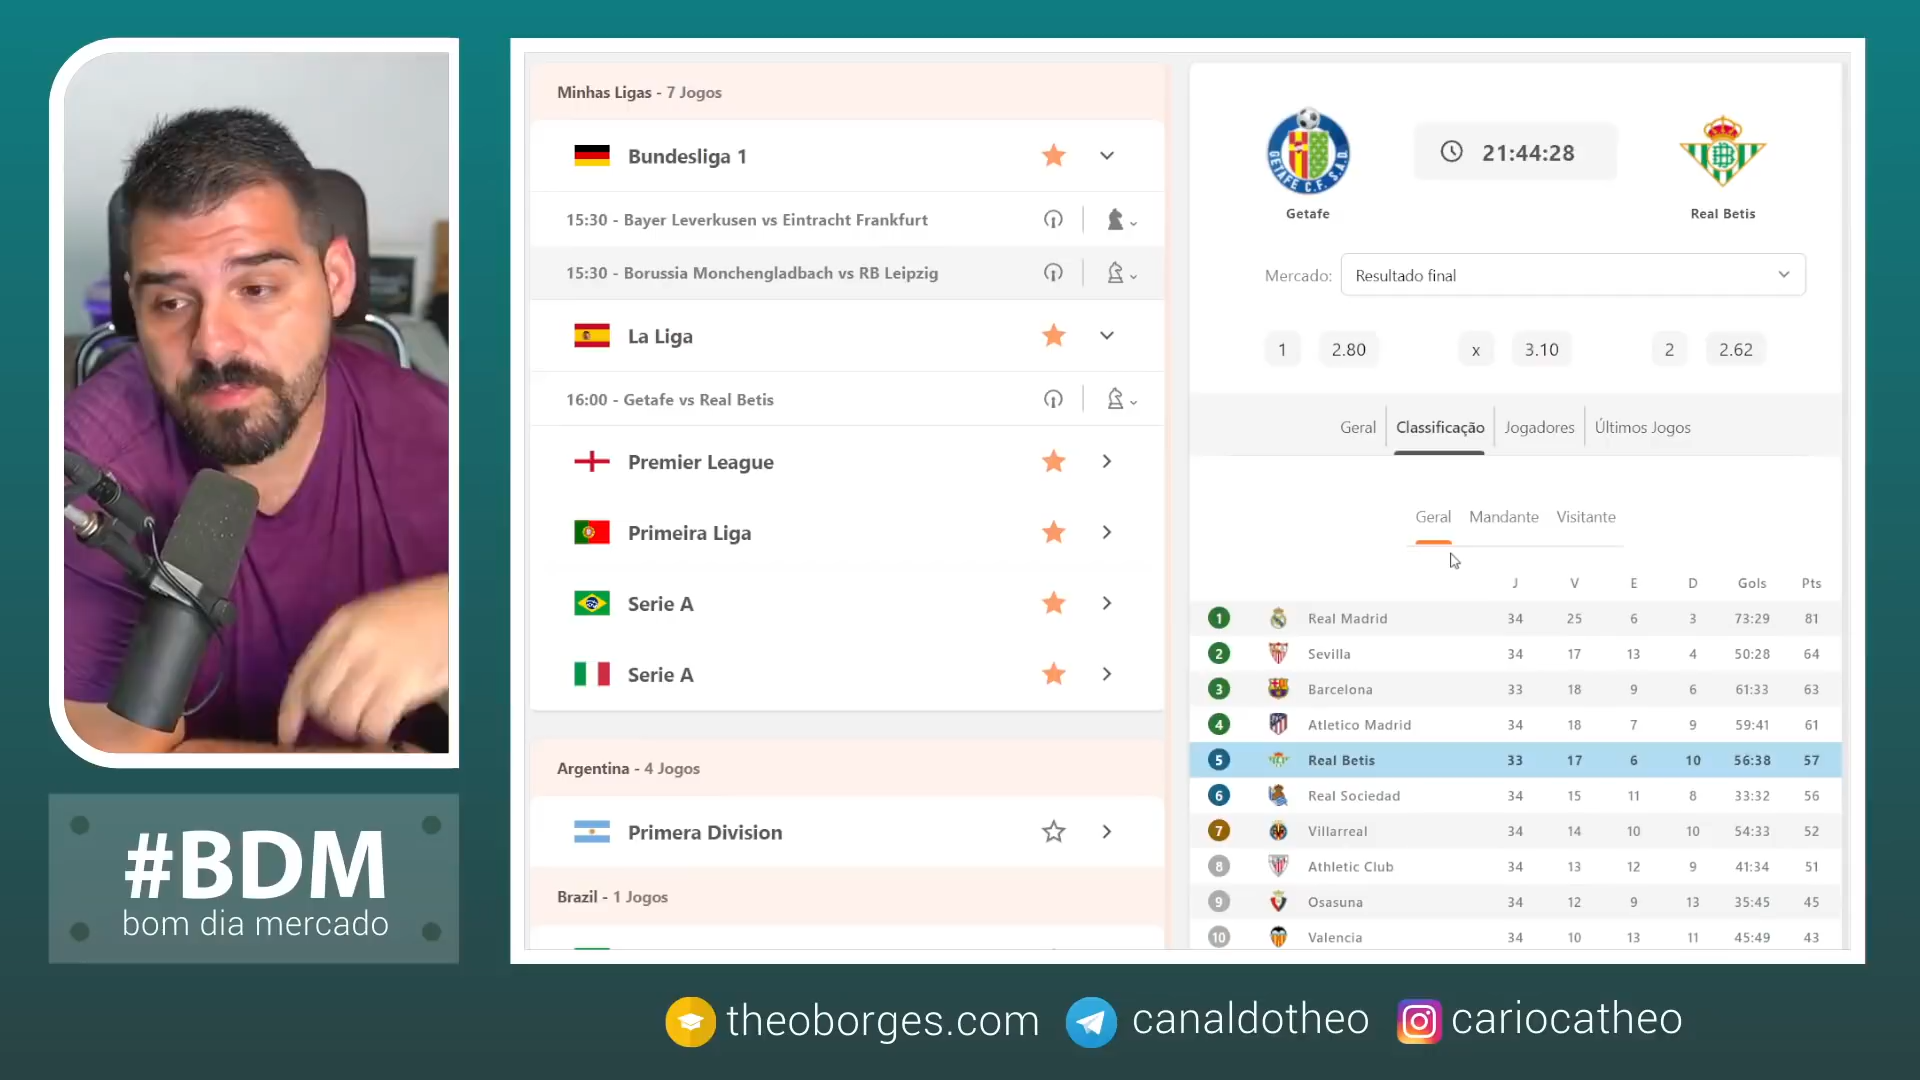 Minhas Ligas - 7 Jogos
Bundesliga 1
15:30 - Bayer Leverkusen vs Eintracht Frankfurt
15:30 - Borussia Monchengladbach vs RB Leipzig
La Liga
16:00 - Getafe vs Real Betis
Premier League
Primeira Liga
Serie A
Serie A
Argentina - 4 Jogos
Primera Division
Brazil - 1 Jogos
GETAFE C.F. S.A.D.
21:44:28
Getafe
Real Betis
Mercado: Resultado final
1 2.80 x 3.10 2 2.62
Geral Classificação Jogadores Últimos Jogos
Geral Mandante Visitante
J V E D Gols Pts
1 Real Madrid 34 25 6 3 73:29 81
2 Sevilla 34 17 13 4 50:28 64
3 Barcelona 33 18 9 6 61:33 63
4 Atletico Madrid 34 18 7 9 59:41 61
5 Real Betis 33 17 6 10 56:38 57
6 Real Sociedad 34 15 11 8 33:32 56
7 Villarreal 34 14 10 10 54:33 52
8 Athletic Club 34 13 12 9 41:34 51
9 Osasuna 34 12 9 13 35:45 45
10 Valencia 34 10 13 11 45:49 43
#BDM
bom dia mercado
theoborges.com canaldotheo cariocatheo